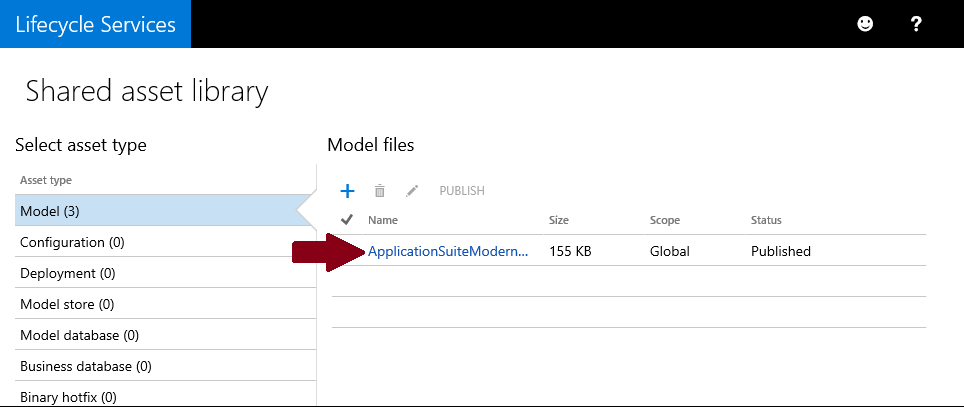 Lifecycle Services
?
Shared asset library
Select asset type
Asset type
Model (3)
Configuration (0)
Deployment (0)
Model store (0)
Model database (0)
Business database (0)
Binary hotfix (0)
Model files
PUBLISH
Name Size Scope Status
ApplicationSuiteModern... 155 KB Global Published